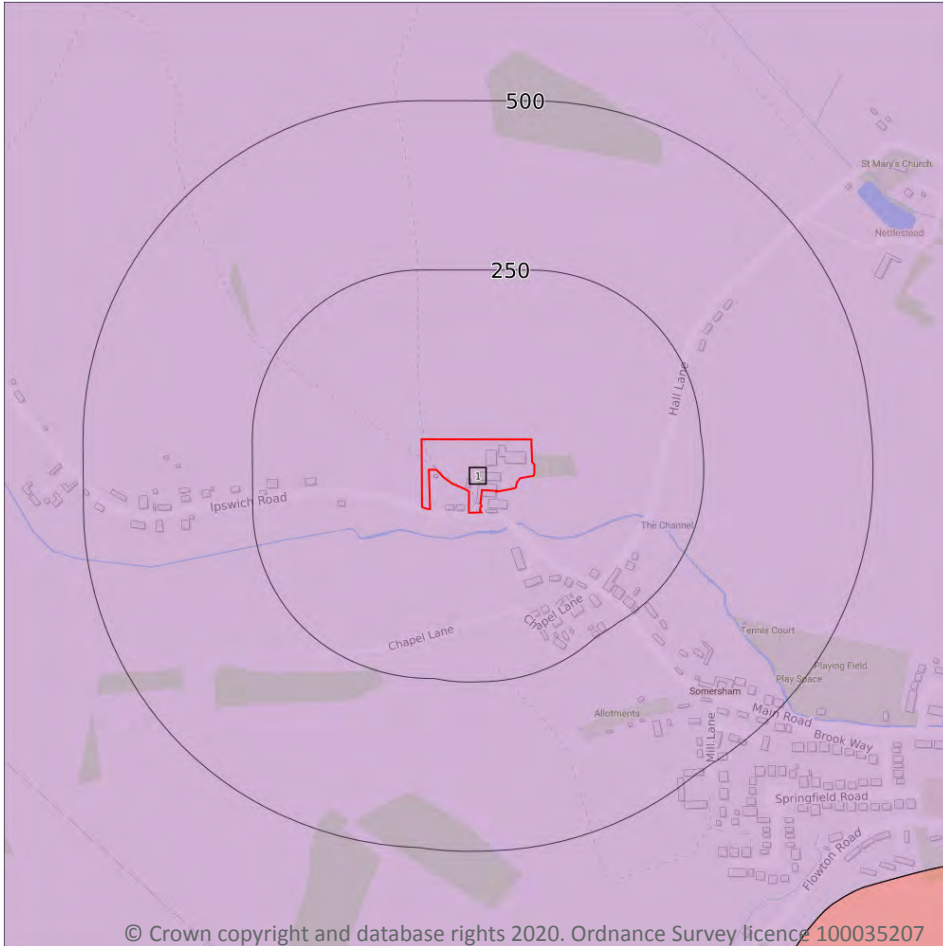 500
St Mary's Church
Nettlestead
250
Hall Lane
1
Ipswich Road
The Channel
Chapel Lane
Chapel Lane
Tennis Court
Playing Field
Play Space
Somersham
Allotments
Main Road
Mill Lane
Brook Way
Springfield Road
Flowton Road
© Crown copyright and database rights 2020. Ordnance Survey licence 100035207